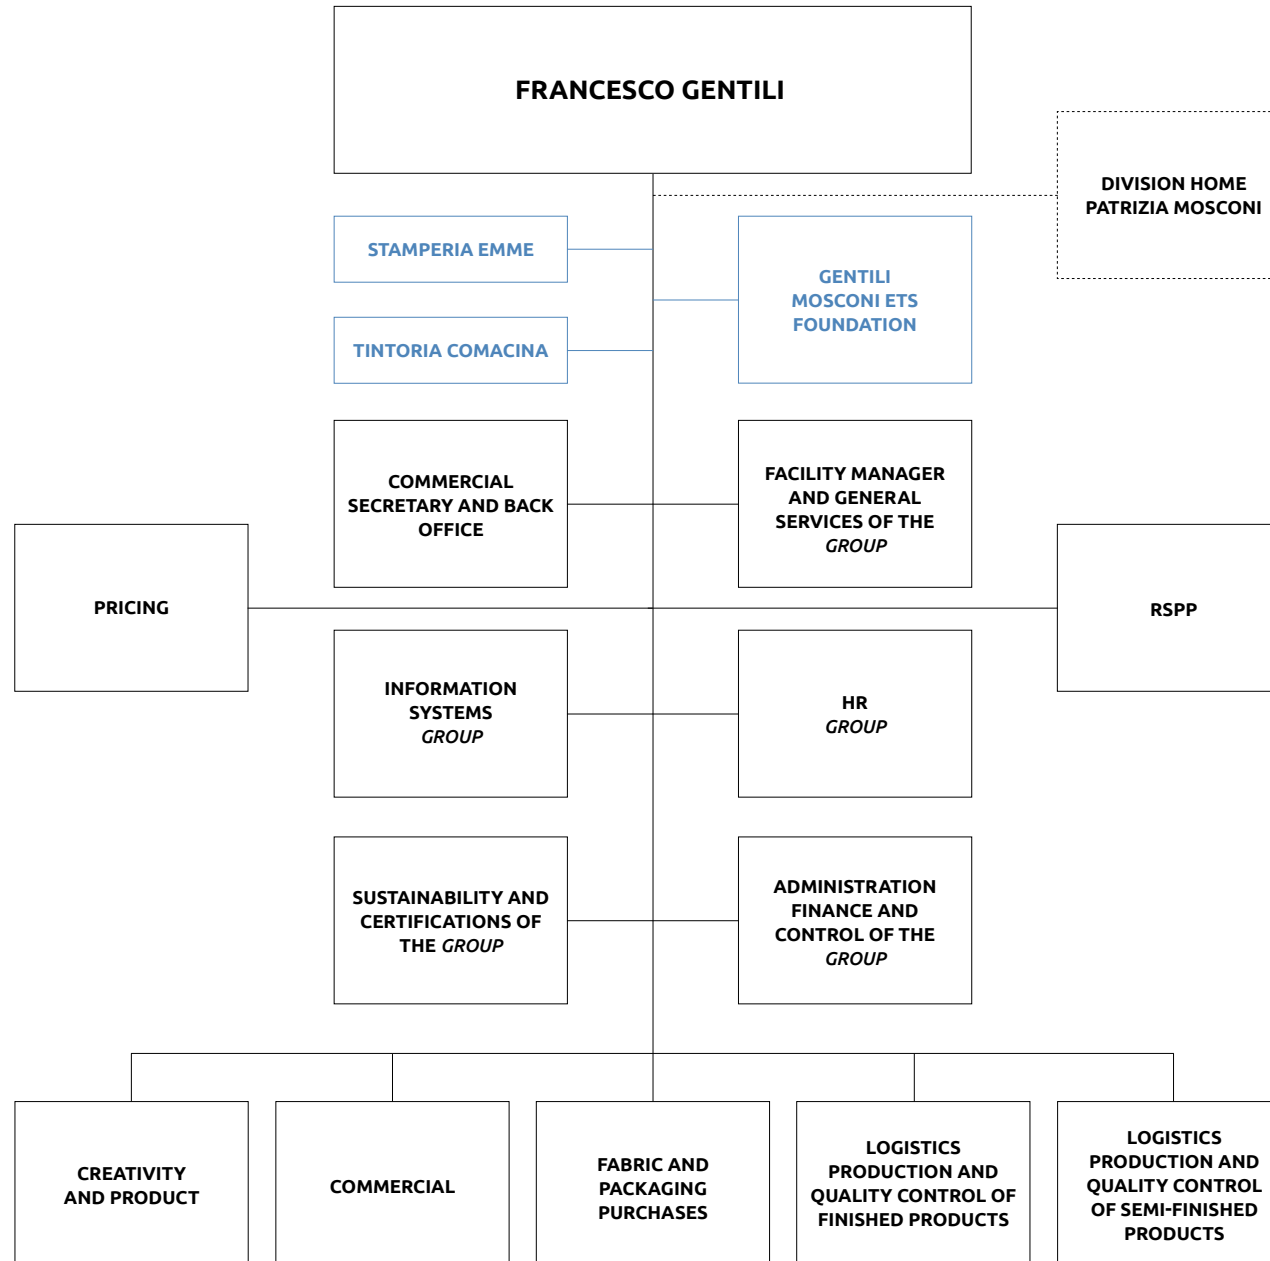 FRANCESCO GENTILI
DIVISION HOME
PATRIZIA MOSCONI
STAMPERIA EMME
GENTILI
MOSCONI ETS
FOUNDATION
TINTORIA COMACINA
COMMERCIAL
SECRETARY AND BACK
OFFICE
FACILITY MANAGER
AND GENERAL
SERVICES OF THE
GROUP
PRICING
RSPP
INFORMATION
SYSTEMS
GROUP
HR
GROUP
SUSTAINABILITY AND
CERTIFICATIONS OF
THE GROUP
ADMINISTRATION
FINANCE AND
CONTROL OF THE
GROUP
CREATIVITY
AND PRODUCT
COMMERCIAL
FABRIC AND
PACKAGING
PURCHASES
LOGISTICS
PRODUCTION AND
QUALITY CONTROL OF
FINISHED PRODUCTS
LOGISTICS
PRODUCTION AND
QUALITY CONTROL
OF SEMI-FINISHED
PRODUCTS